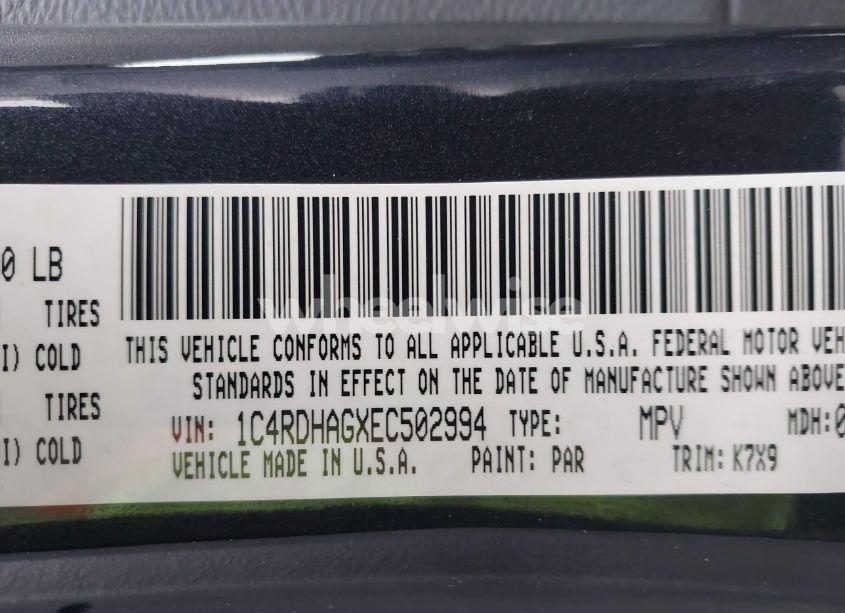 0 LB
TIRES
I) COLD
TIRES
I) COLD
THIS VEHICLE CONFORMS TO ALL APPLICABLE U.S.A. FEDERAL MOTOR VEH
STANDARDS IN EFFECT ON THE DATE OF MANUFACTURE SHOWN ABOVE
VIN: 1C4RDHAGXEC502994 TYPE: MPV MDH:0
VEHICLE MADE IN U.S.A. PAINT: PAR TRIM: K7X9
wheelwise